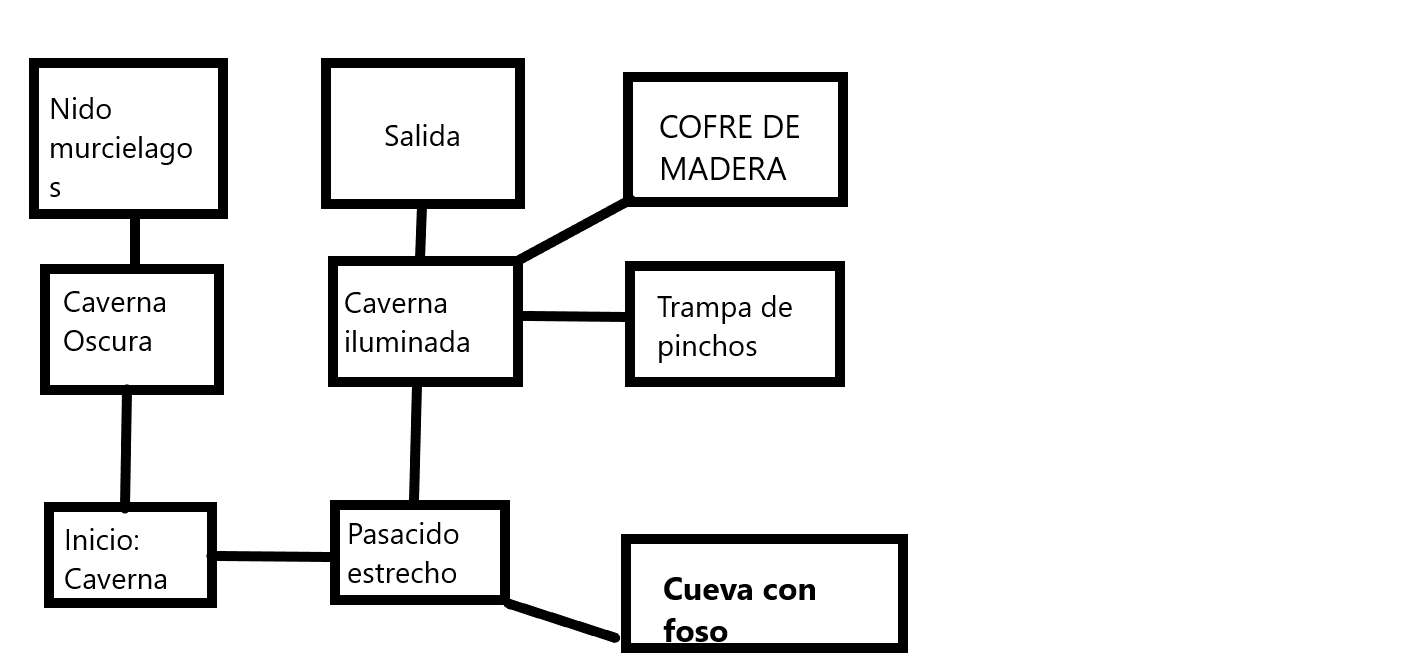 Nido
murcielago
s
Salida
COFRE DE
MADERA
Caverna
Oscura
Caverna
iluminada
Trampa de
pinchos
Inicio:
Caverna
Pasacido
estrecho
Cueva con
foso